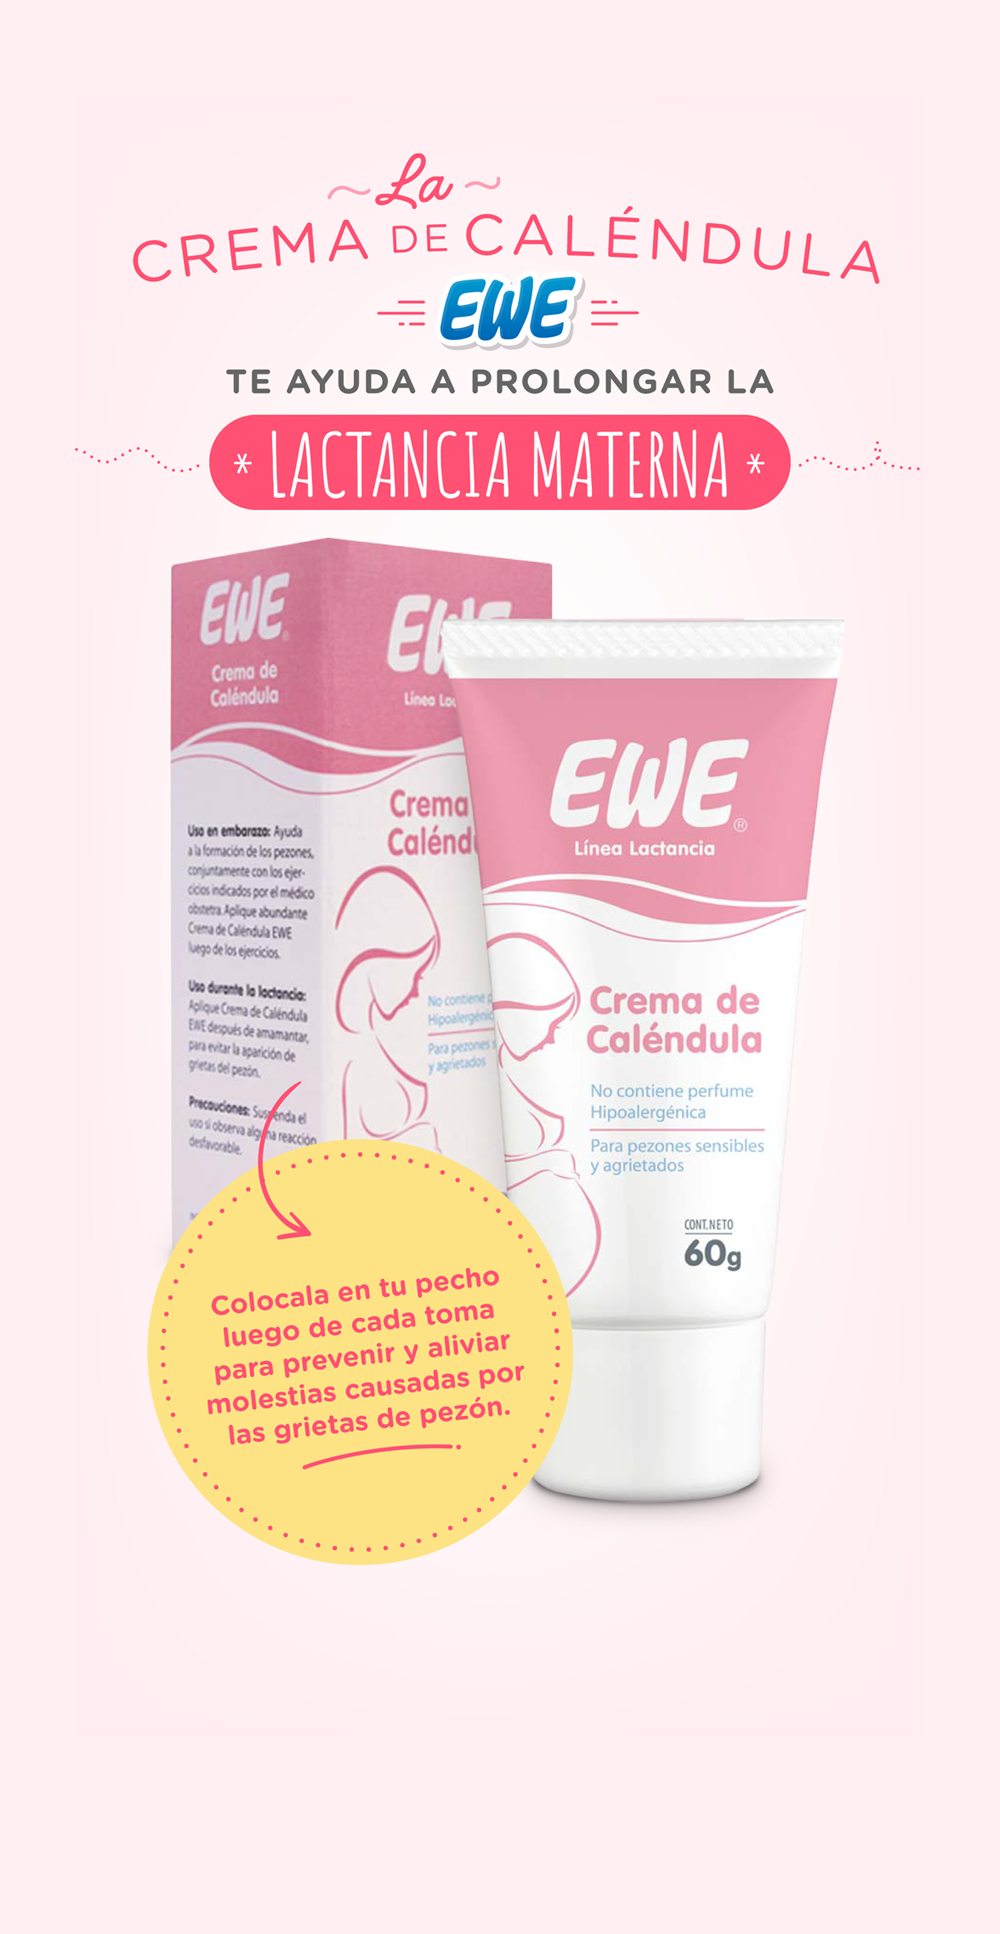 La
CREMA DE CALÉNDULA
EWE
TE AYUDA A PROLONGAR LA
* LACTANCIA MATERNA *
EWE®
Crema de
Caléndula
Uso en embarazo: Ayuda
a la formación de los pezones,
conjuntamente con los ejer-
cicios indicados por el médico
obstetra. Aplique abundante
Crema de Caléndula EWE
luego de los ejercicios.
Uso durante la lactancia:
Aplique Crema de Caléndula
EWE después de amamantar,
para evitar la aparición de
grietas del pezón.
Precauciones: Suspenda el
uso si observa alguna reacción
desfavorable.
Línea
Crema
No contiene
Para pezones
y agrietados
EWE®
Línea Lactancia
Crema de
Caléndula
No contiene perfume
Hipoalergénica
Para pezones sensibles
y agrietados
CONT.NETO
60g
Colocala en tu pecho
luego de cada toma
para prevenir y aliviar
molestias causadas por
las grietas de pezón.